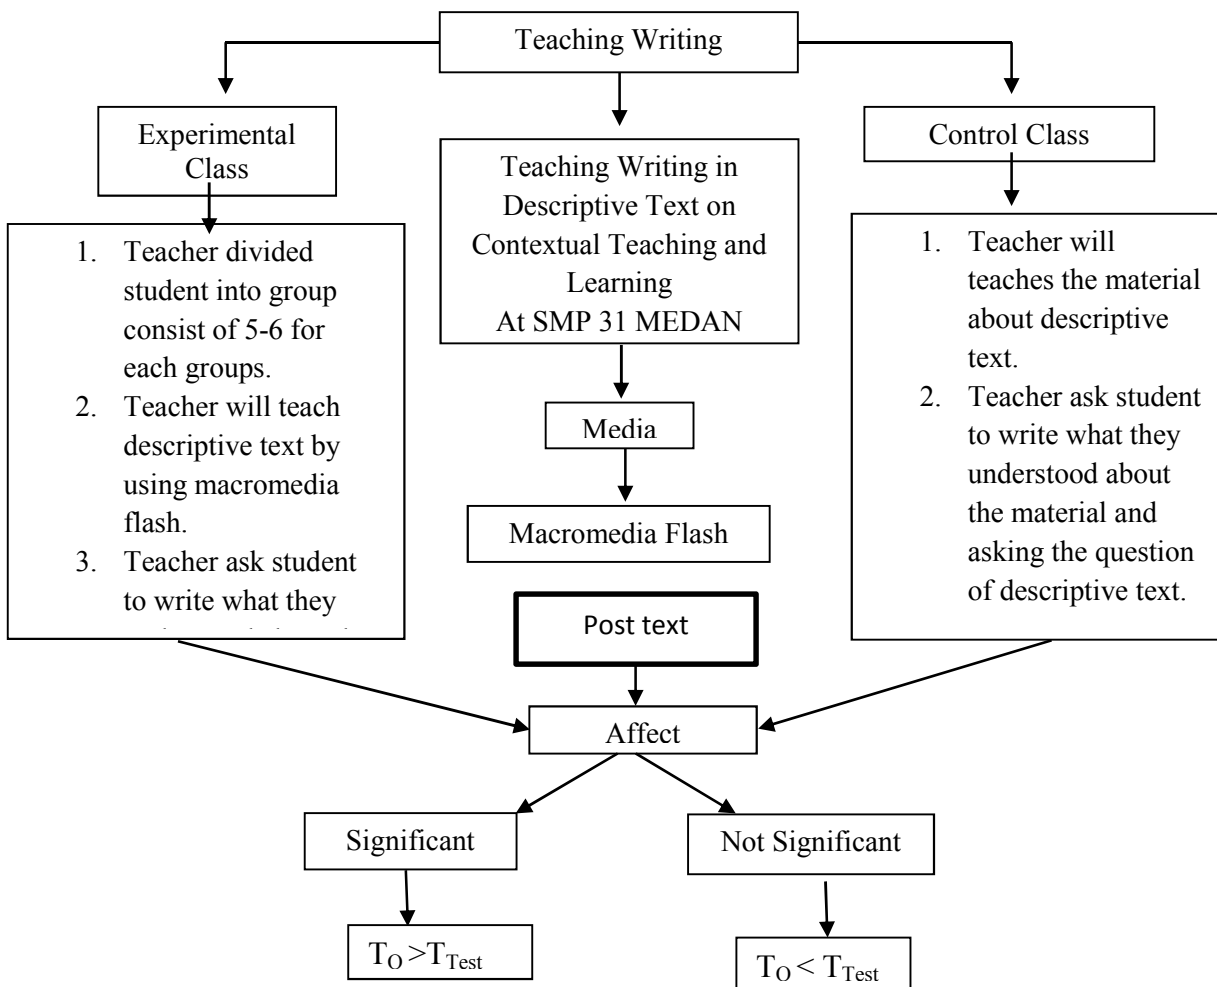 Teaching Writing
Experimental
Class
Teaching Writing in
Descriptive Text on
Contextual Teaching and
Learning
At SMP 31 MEDAN
Control Class
1. Teacher divided
student into group
consist of 5-6 for
each groups.
2. Teacher will teach
descriptive text by
using macromedia
flash.
3. Teacher ask student
to write what they
1. Teacher will
teaches the material
about descriptive
text.
2. Teacher ask student
to write what they
understood about
the material and
asking the question
of descriptive text.
Media
Macromedia Flash
Post text
Affect
Significant
Not Significant
T_O >T_Test
T_O < T_Test